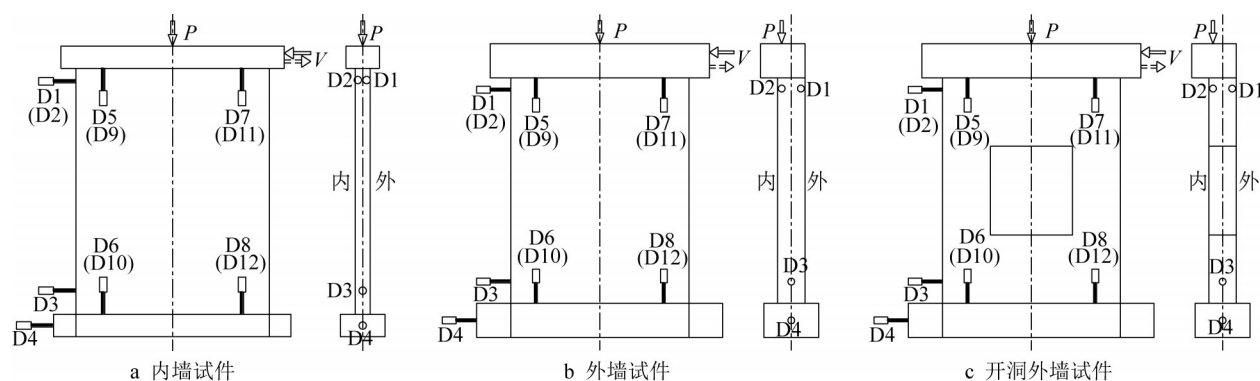 P
V
D1
(D2)
D5
(D9)
D7
(D11)
D6
(D10)
D8
(D12)
D3
D4
P
D2
D1
内
外
D3
D4
a 内墙试件
P
V
D1
(D2)
D5
(D9)
D7
(D11)
D6
(D10)
D8
(D12)
D3
D4
P
D2
D1
内
外
D3
D4
b 外墙试件
P
V
D1
(D2)
D5
(D9)
D7
(D11)
D6
(D10)
D8
(D12)
D3
D4
P
D2
D1
内
外
D3
D4
c 开洞外墙试件